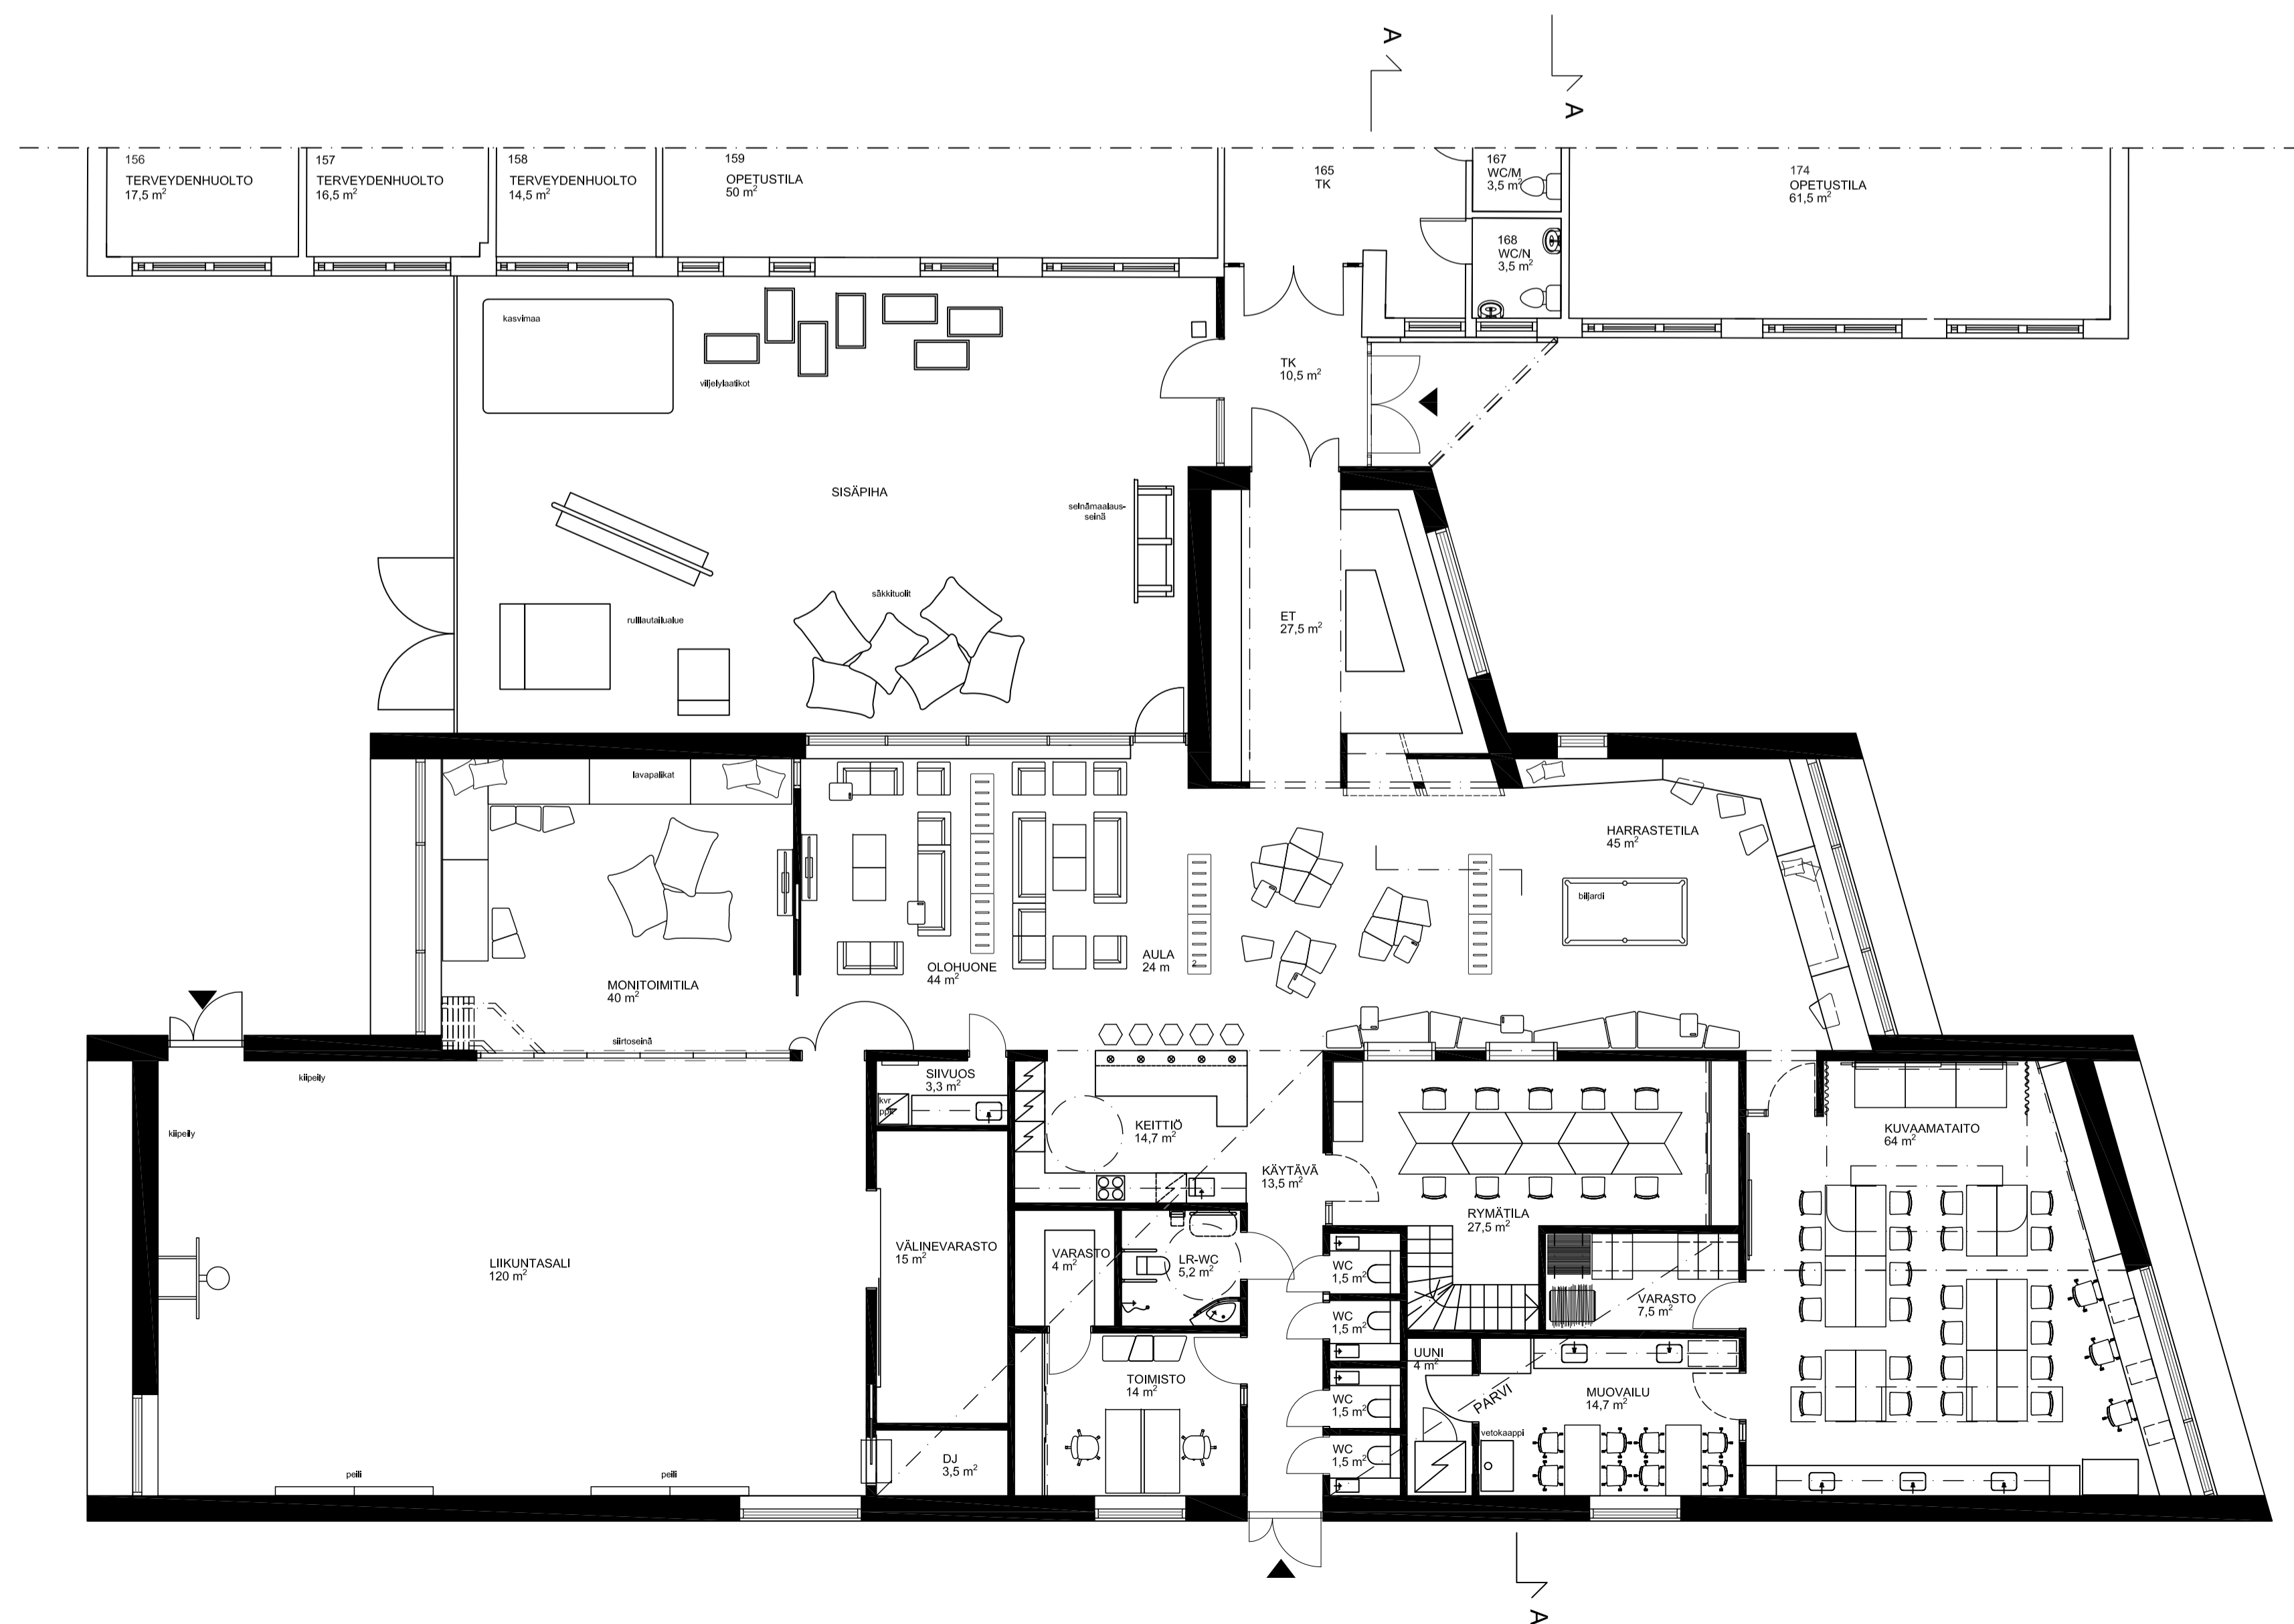 A
A
156
TERVEYDENHUOLTO
17,5 m²
157
TERVEYDENHUOLTO
16,5 m²
158
TERVEYDENHUOLTO
14,5 m²
159
OPETUSTILA
50 m²
165
TK
167
WC/M
3,5 m²
168
WC/N
3,5 m²
174
OPETUSTILA
61,5 m²
kasvimaa
viljelylaatikot
TK
10,5 m²
SISÄPIHA
selnämaalaus-
seinä
säkkituolit
rulllautailualue
ET
27,5 m²
lavapalikat
HARRASTETILA
45 m²
biljardi
MONITOIMITILA
40 m²
OLOHUONE
44 m²
AULA
24 m²
siirtoseinä
kiipeily
kiipeily
SIIVUOS
3,3 m²
kvr
ppk
KEITTIÖ
14,7 m²
KÄYTÄVÄ
13,5 m²
KUVAAMATAITO
64 m²
RYMÄTILA
27,5 m²
LIIKUNTASALI
120 m²
VÄLINEVARASTO
15 m²
VARASTO
4 m²
LR-WC
5,2 m²
WC
1,5 m²
VARASTO
7,5 m²
WC
1,5 m²
UUNI
4 m²
TOIMISTO
14 m²
WC
1,5 m²
PARVI
MUOVAILU
14,7 m²
vetokaappi
WC
1,5 m²
DJ
3,5 m²
peili
peili
A